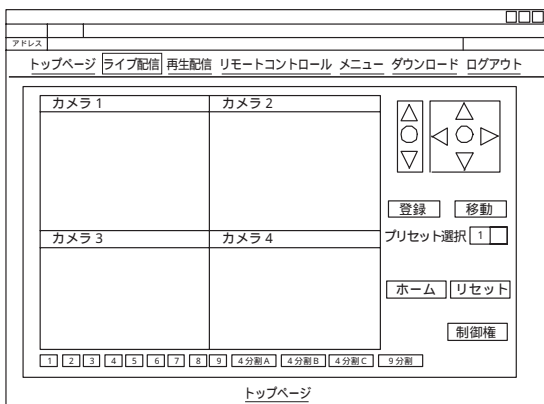 アドレス
トップページ ライブ配信 再生配信 リモートコントロール メニュー ダウンロード ログアウト
カメラ 1 カメラ 2
登録 移動
カメラ 3 カメラ 4 プリセット選択 1
ホーム リセット
制御権
1 2 3 4 5 6 7 8 9 4分割A 4分割B 4分割C 9分割
トップページ